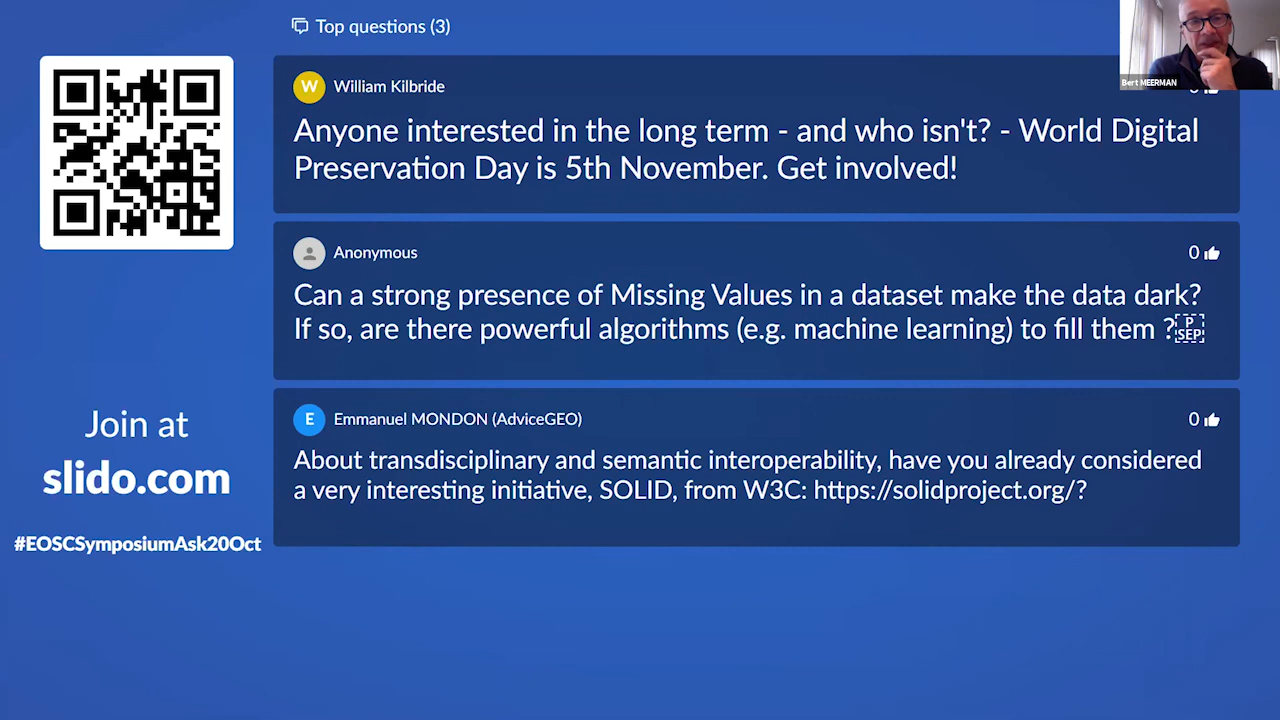 Top questions (3)
Bert MEERMAN
W William Kilbride
Anyone interested in the long term - and who isn't? - World Digital
Preservation Day is 5th November. Get involved!
Anonymous
0
Can a strong presence of Missing Values in a dataset make the data dark?
If so, are there powerful algorithms (e.g. machine learning) to fill them ?
P
SEP
E Emmanuel MONDON (AdviceGEO)
0
About transdisciplinary and semantic interoperability, have you already considered
a very interesting initiative, SOLID, from W3C: https://solidproject.org/?
Join at
slido.com
#EOSCSymposiumAsk20Oct